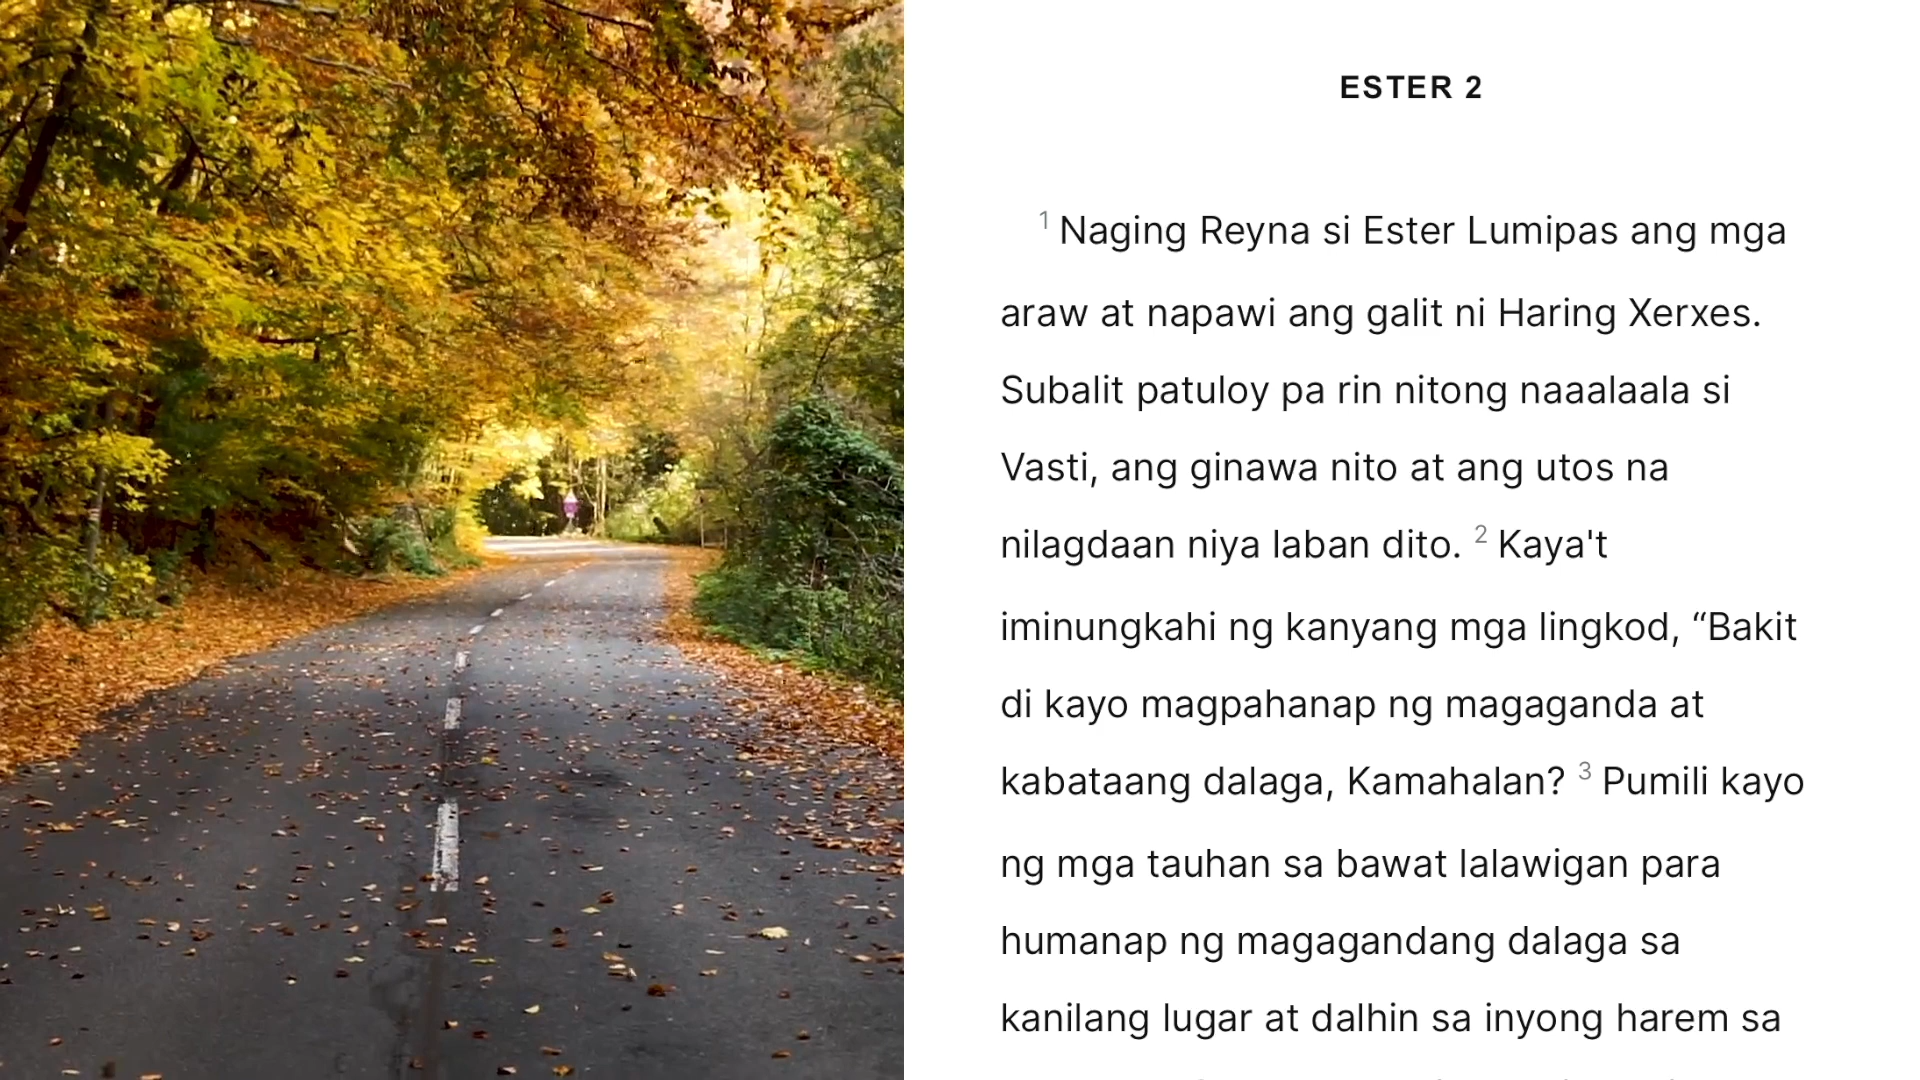 ESTER 2
1 Naging Reyna si Ester Lumipas ang mga
araw at napawi ang galit ni Haring Xerxes.
Subalit patuloy pa rin nitong naaalaala si
Vasti, ang ginawa nito at ang utos na
nilagdaan niya laban dito. 2 Kaya't
iminungkahi ng kanyang mga lingkod, “Bakit
di kayo magpahanap ng magaganda at
kabataang dalaga, Kamahalan? 3 Pumili kayo
ng mga tauhan sa bawat lalawigan para
humanap ng magagandang dalaga sa
kanilang lugar at dalhin sa inyong harem sa